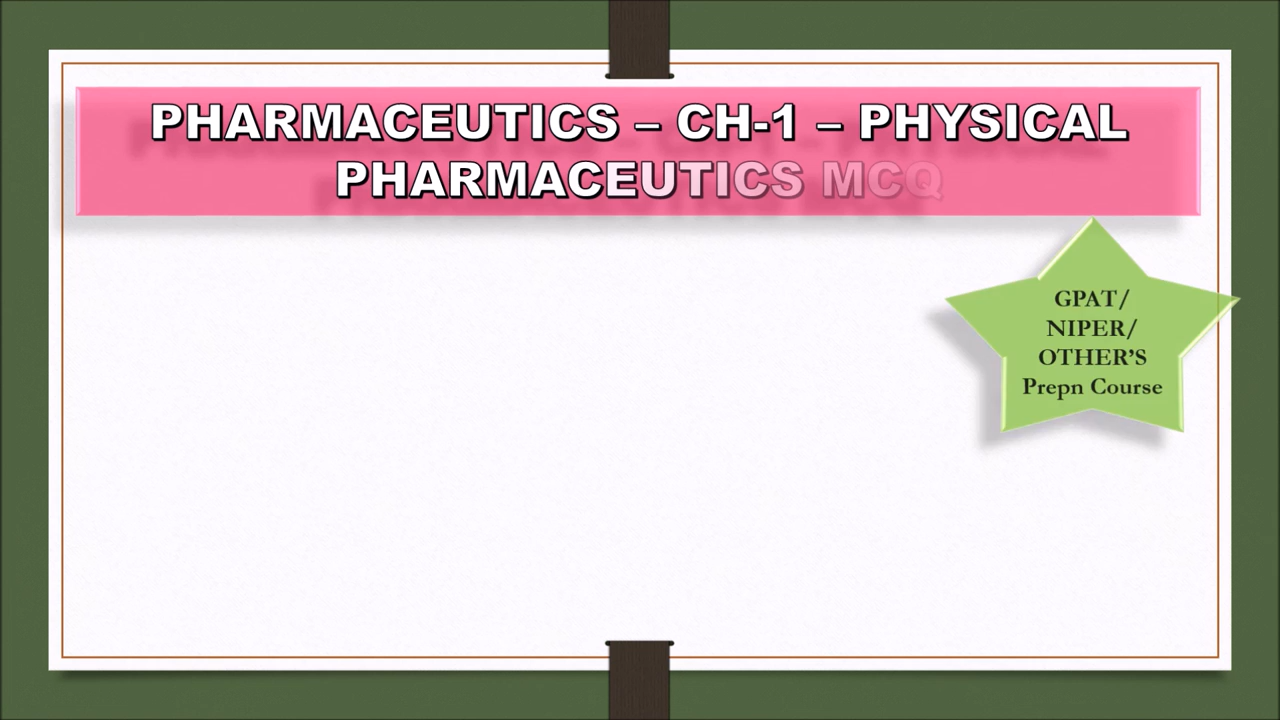 PHARMACEUTICS – CH-1 – PHYSICAL
PHARMACEUTICS MCQ
GPAT/
NIPER/
OTHER'S
Prepn Course